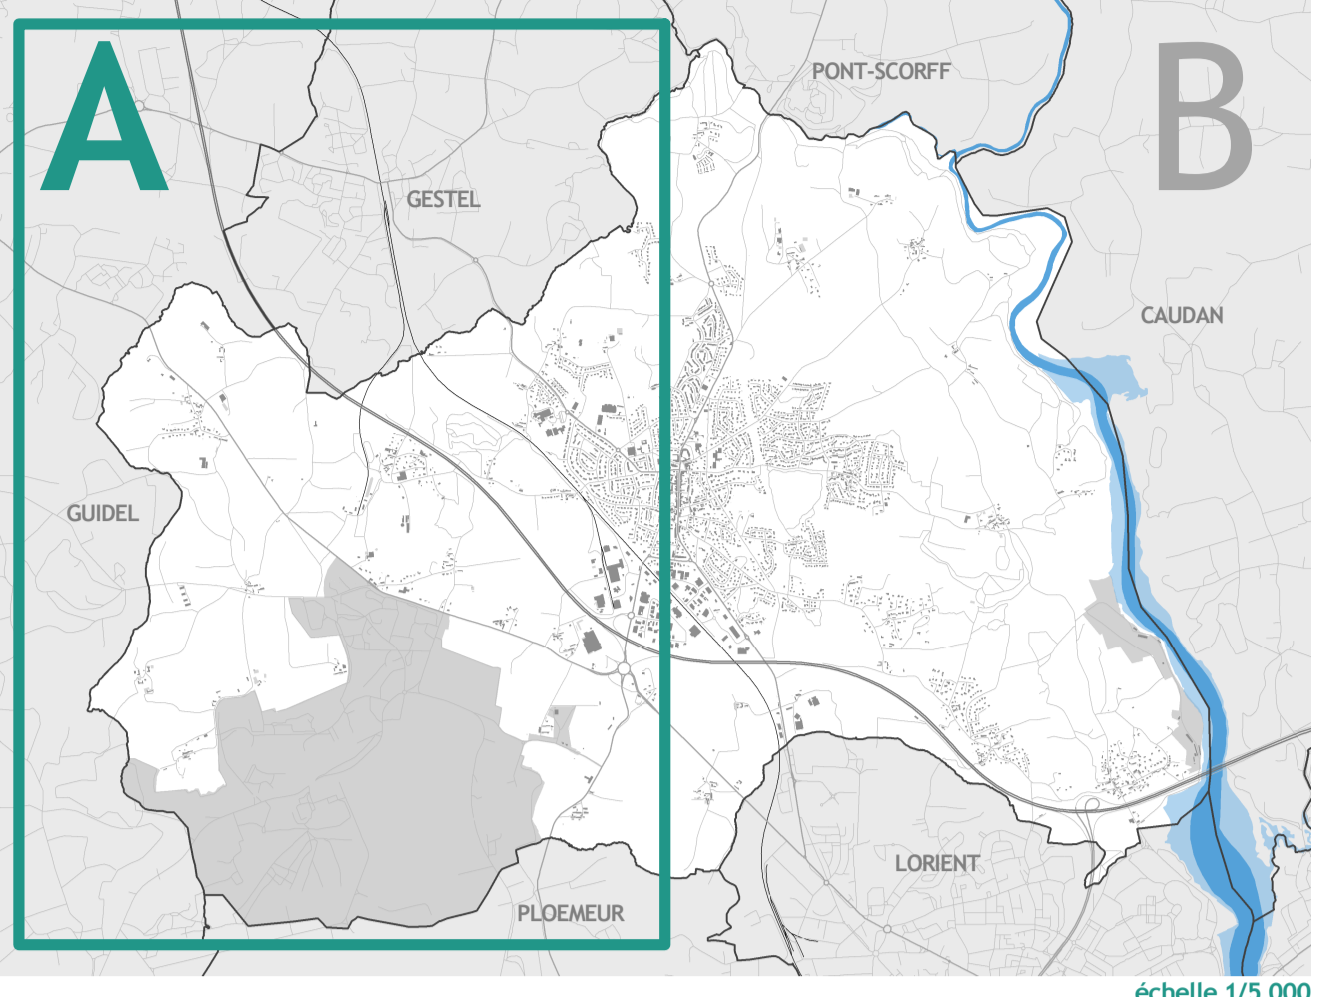 A
B
PONT-SCORFF
GESTEL
CAUDAN
GUIDEL
LORIENT
PLOEMEUR
échelle 1/5 000